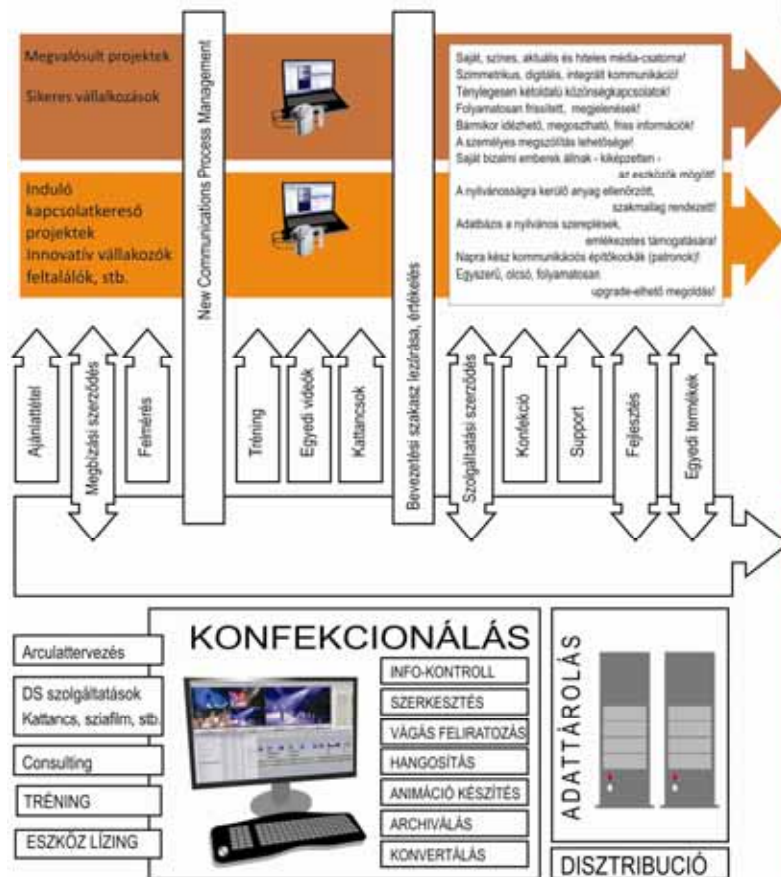 Megvalósult projektek
Sikeres vállalkozások
Induló
kapcsolatkereső
projektek
Innovatív vállakozók
feltalálók, stb.
New Communications Process Management
Bevezetési szakasz lezárása, értékelés
Saját, színes, aktuális és hiteles média-csatorna!
Szimmetrikus, digitális, integrált kommunikáció!
Ténylegesen kétoldalú közönségkapcsolatok!
Folyamatosan frissített, megjelenések!
Bármikor idézhető, megosztható, friss információk!
A személyes megszólítás lehetősége!
Saját bizalmi emberek állnak - kiképzetten -
az eszközök mögött!
A nyilvánosságra kerülő anyag ellenőrzött,
szakmailag rendezett!
Adatbázis a nyilvános szereplések,
emlékezetes támogatására!
Napra kész kommunikációs építőkockák (patronok)!
Egyszerű, olcsó, folyamatosan
upgrade-elhető megoldás!
Ajánlattétel
Megbízási szerződés
Felmérés
Tréning
Egyedi videók
Kattancsok
Szolgáltatási szerződés
Konfekció
Support
Fejlesztés
Egyedi termékek
Arculattervezés
DS szolgáltatások
Kattancs, sziafilm, stb.
Consulting
TRÉNING
ESZKÖZ LÍZING
KONFEKCIONÁLÁS
INFO-KONTROLL
SZERKESZTÉS
VÁGÁS FELIRATOZÁS
HANGOSÍTÁS
ANIMÁCIÓ KÉSZÍTÉS
ARCHIVÁLÁS
KONVERTÁLÁS
ADATTÁROLÁS
DISZTRIBUCIÓ